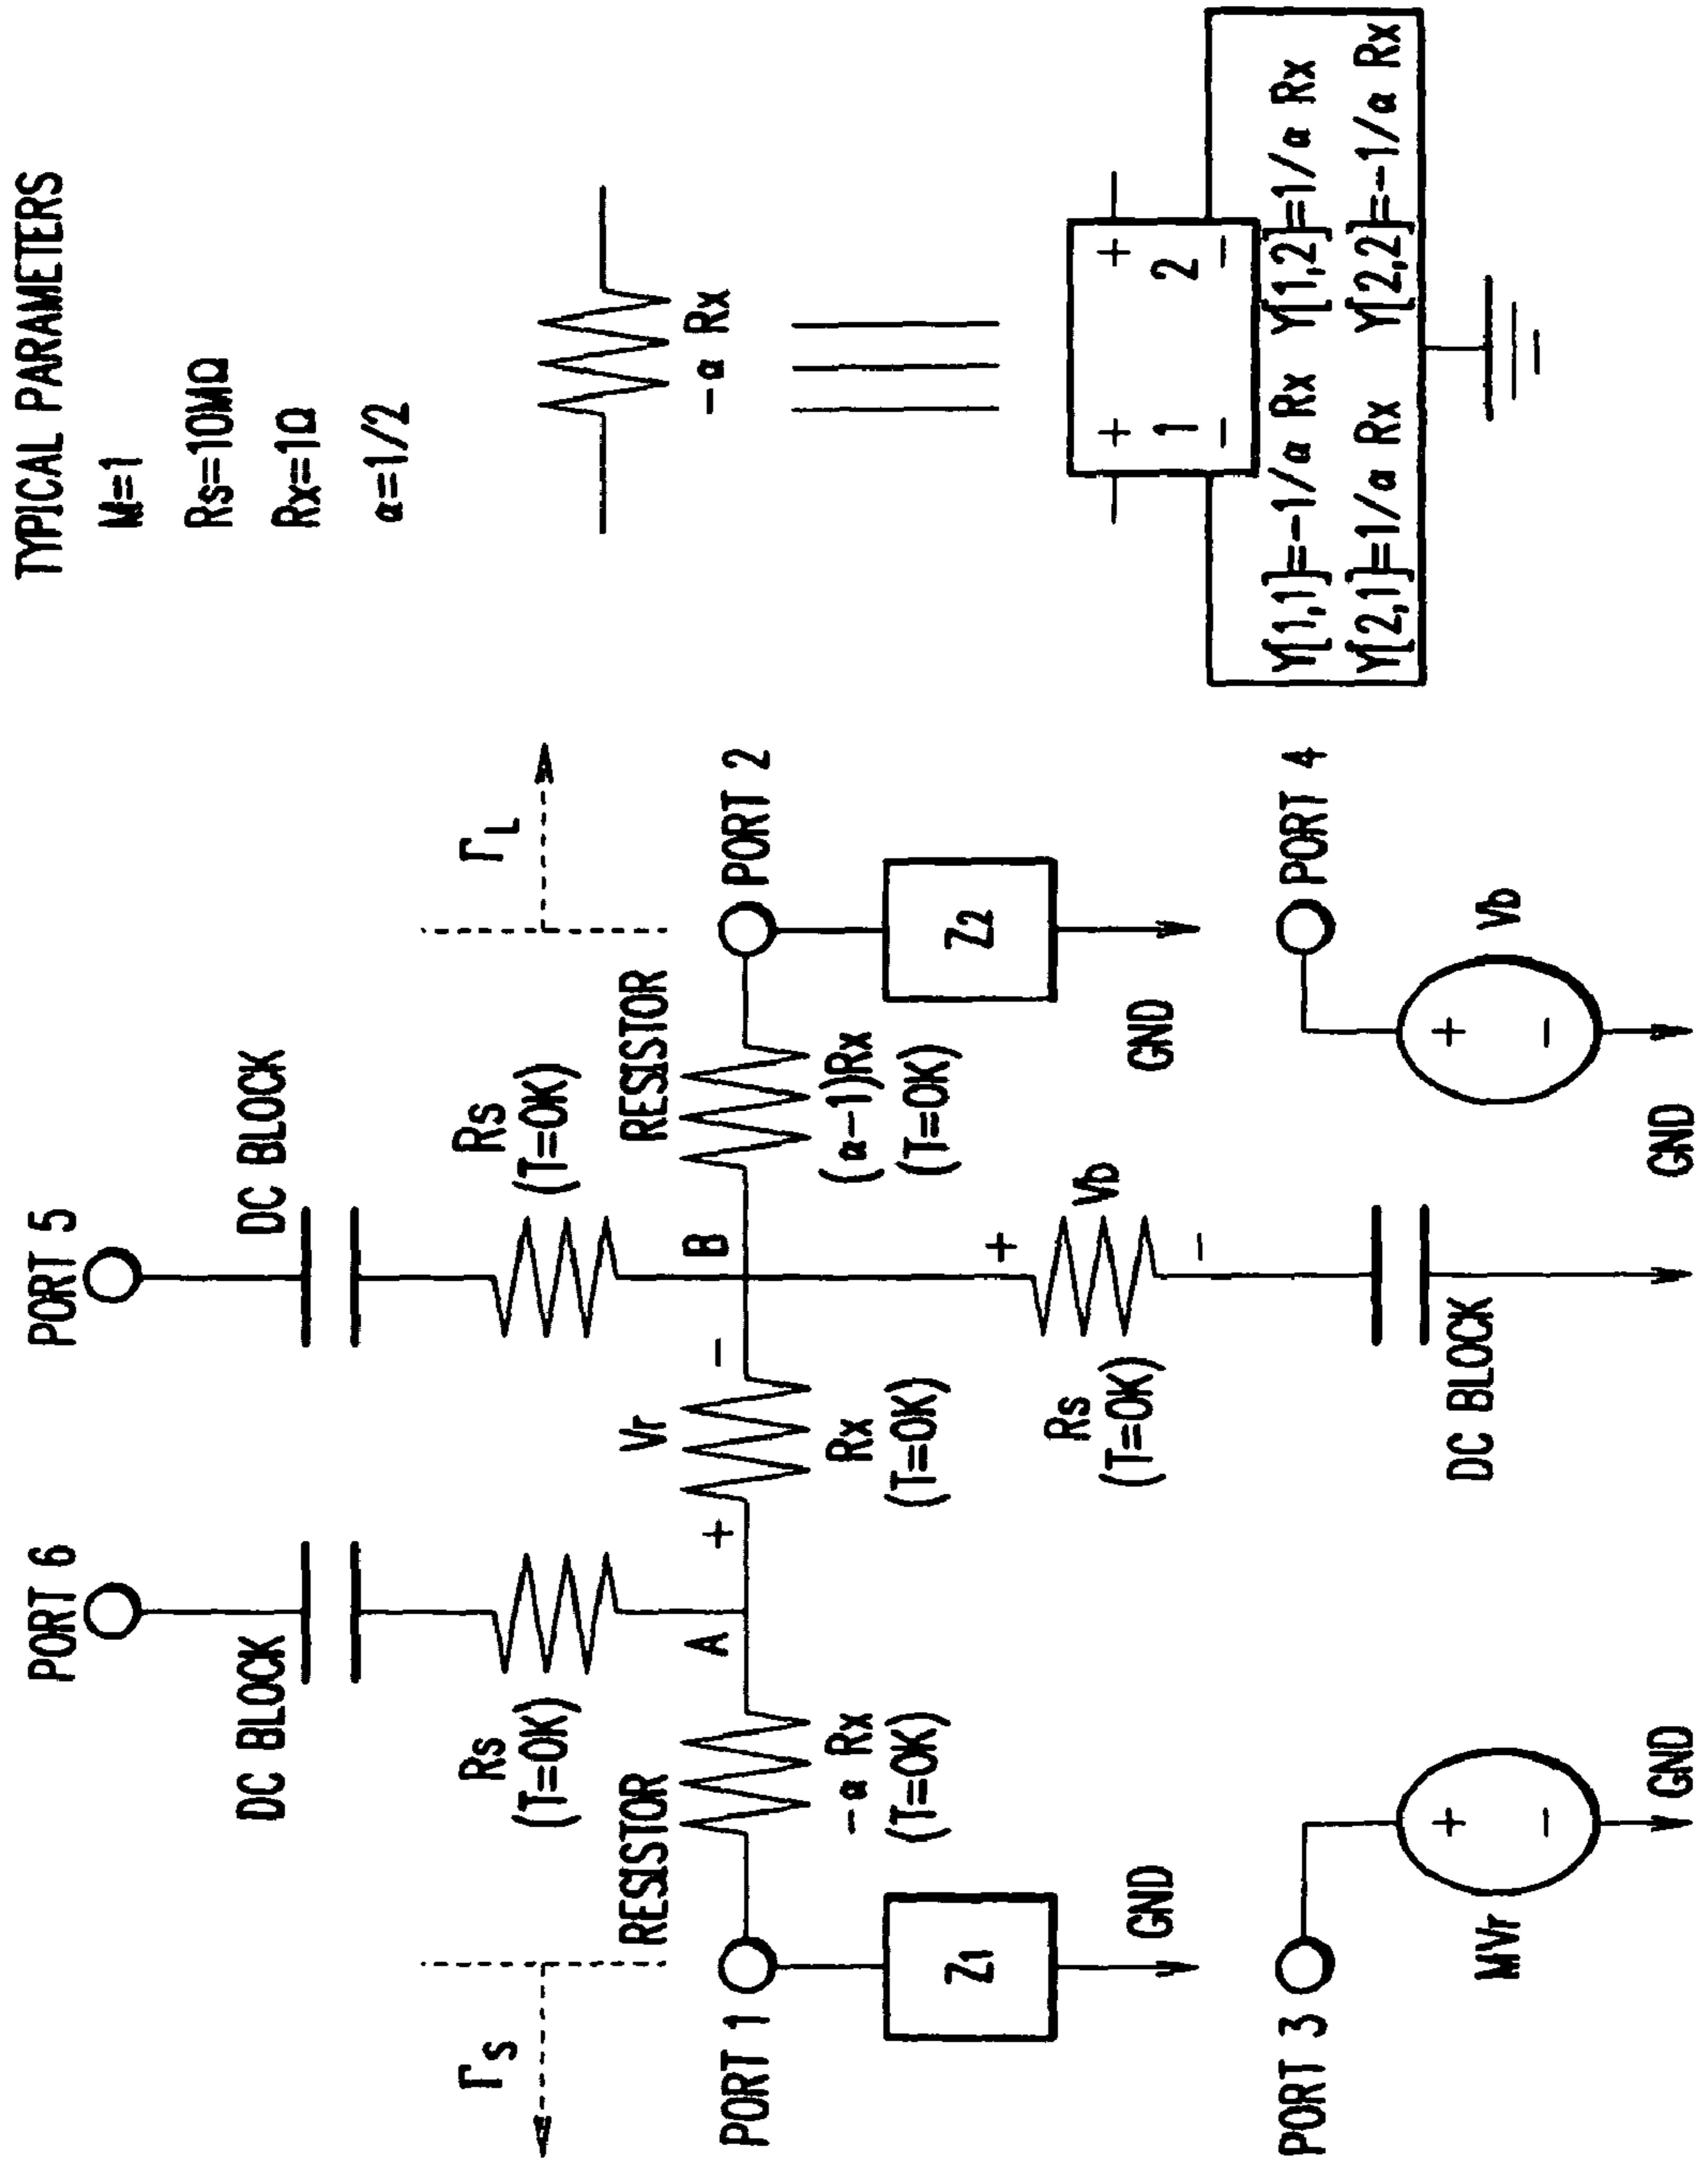 TYPICAL PARAMETERS
M=1
Rs=10MΩ
Rx=1Ω
α=1/2
PORT 6
PORT 5
DC BLOCK
DC BLOCK
Rs
(T=0K)
Rs
(T=0K)
Γs
ΓL
RESISTOR
Vr
RESISTOR
PORT 1
A
+
−
B
PORT 2
−α Rx
(T=0K)
Rx
(T=0K)
(α−1)Rx
(T=0K)
Z1
GND
Rs
(T=0K)
+
−
Vb
Z2
GND
PORT 3
MVr
+
−
GND
DC BLOCK
PORT 4
+
−
Vb
GND
−α Rx
+
1
−
+
2
−
Y[1,1]=−1/α Rx Y[1,2]=1/α Rx
Y[2,1]=1/α Rx Y[2,2]=−1/α Rx